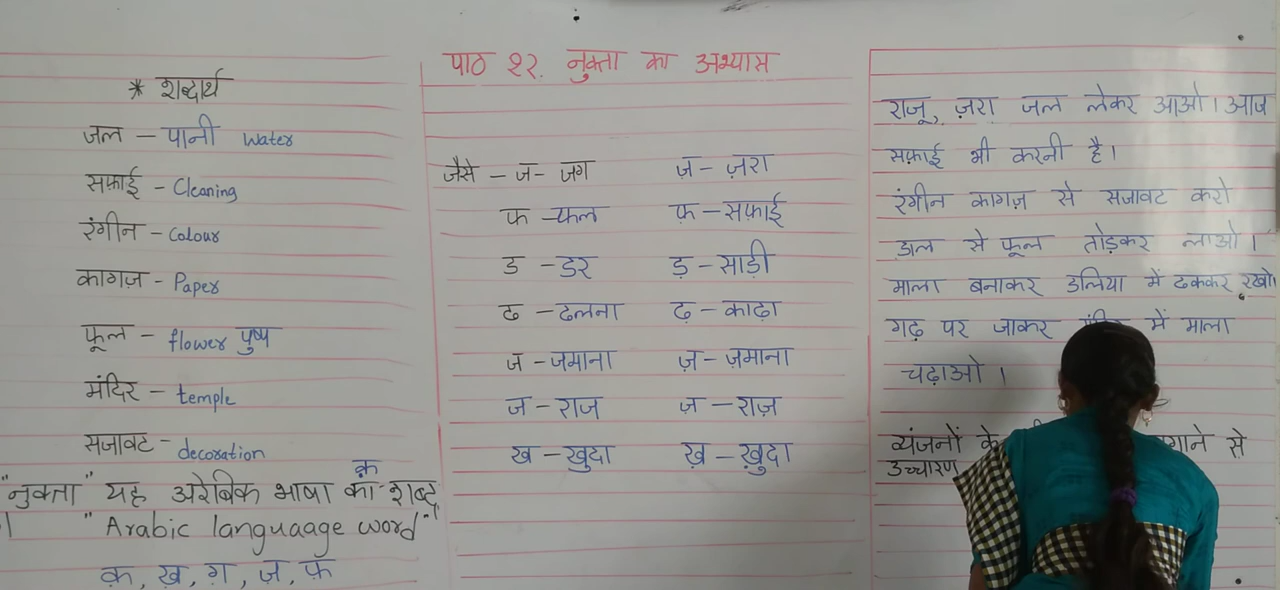 * शब्दार्थ
जल – पानी water
सफ़ाई – Cleaning
रंगीन – Colour
कागज़ – Paper
फूल – flower पुष्प
मंदिर – temple
सजावट – decoration
क़
"नुक्ता" यह अरेबिक भाषा का शब्द
"Arabic languaage word"
क़, ख़, ग़, ज़, फ़
पाठ १२. नुक्ता का अभ्यास
जैसे – ज – जग ज़ – ज़रा
फ – फल फ़ – सफ़ाई
ड – डर ड़ – साड़ी
ढ – ढलना ढ़ – काढ़ा
ज – जमाना ज़ – ज़माना
ज – राज ज़ – राज़
ख – खुदा ख़ – ख़ुदा
राजू, ज़रा जल लेकर आओ। आज
सफ़ाई भी करनी है।
रंगीन कागज़ से सजावट करो
डाल से फूल तोड़कर लाओ।
माला बनाकर डलिया में ढककर रखो।
गढ़ पर जाकर में माला
चढ़ाओ।
व्यंजनों के से
उच्चारण